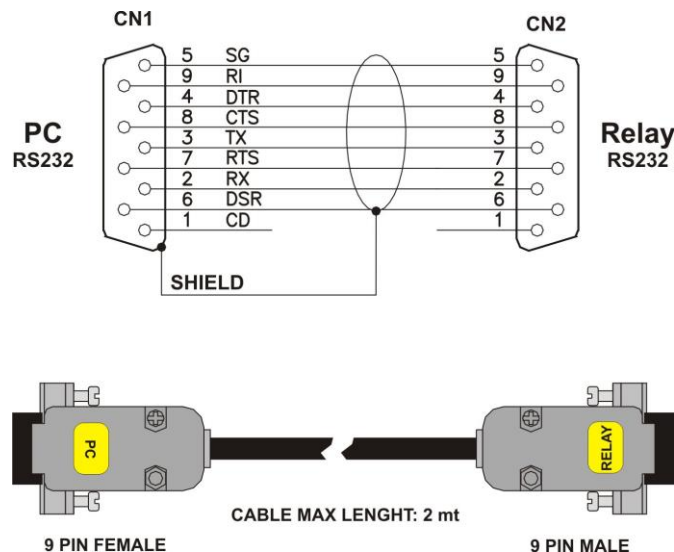 CN1
CN2
5 SG 5
9 RI 9
4 DTR 4
8 CTS 8
3 TX 3
7 RTS 7
2 RX 2
6 DSR 6
1 CD 1
PC
RS232
Relay
RS232
SHIELD
PC
RELAY
CABLE MAX LENGHT: 2 mt
9 PIN FEMALE
9 PIN MALE